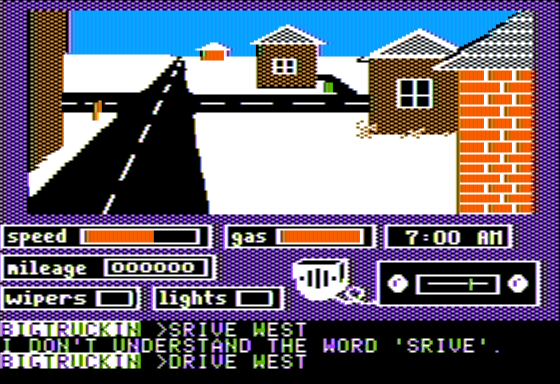 speed
gas
7:00 AM
mileage 000000
wipers
lights
BIGTRUCKIN >SRIVE WEST
I DON'T UNDERSTAND THE WORD 'SRIVE'.
BIGTRUCKIN >DRIVE WEST